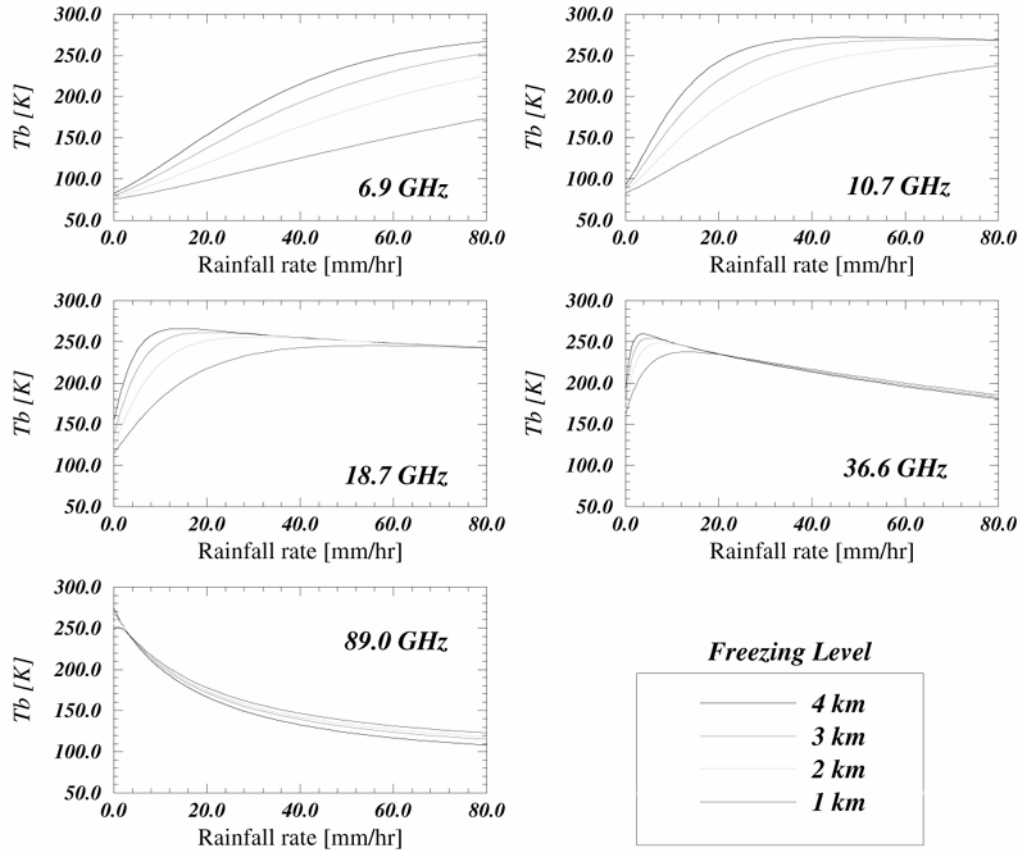 300.0
250.0
200.0
150.0
100.0
50.0
Tb [K]
6.9 GHz
0.0 20.0 40.0 60.0 80.0
Rainfall rate [mm/hr]
300.0
250.0
200.0
150.0
100.0
50.0
Tb [K]
10.7 GHz
0.0 20.0 40.0 60.0 80.0
Rainfall rate [mm/hr]
300.0
250.0
200.0
150.0
100.0
50.0
Tb [K]
18.7 GHz
0.0 20.0 40.0 60.0 80.0
Rainfall rate [mm/hr]
300.0
250.0
200.0
150.0
100.0
50.0
Tb [K]
36.6 GHz
0.0 20.0 40.0 60.0 80.0
Rainfall rate [mm/hr]
300.0
250.0
200.0
150.0
100.0
50.0
Tb [K]
89.0 GHz
0.0 20.0 40.0 60.0 80.0
Rainfall rate [mm/hr]
Freezing Level
4 km
3 km
2 km
1 km